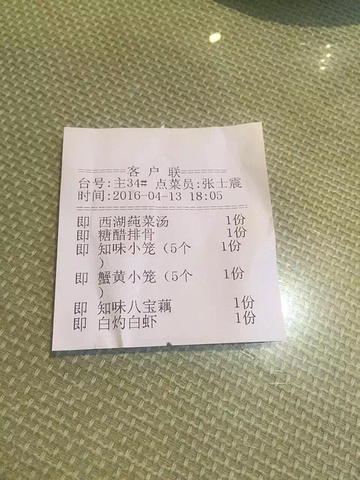 ======客 户 联======
台号:主34# 点菜员:张士震
时间:2016-04-13 18:05
即 西湖莼菜汤 1份
即 糖醋排骨 1份
即 知味小笼(5个 1份
)
即 蟹黄小笼(5个 1份
)
即 知味八宝藕 1份
即 白灼白虾 1份